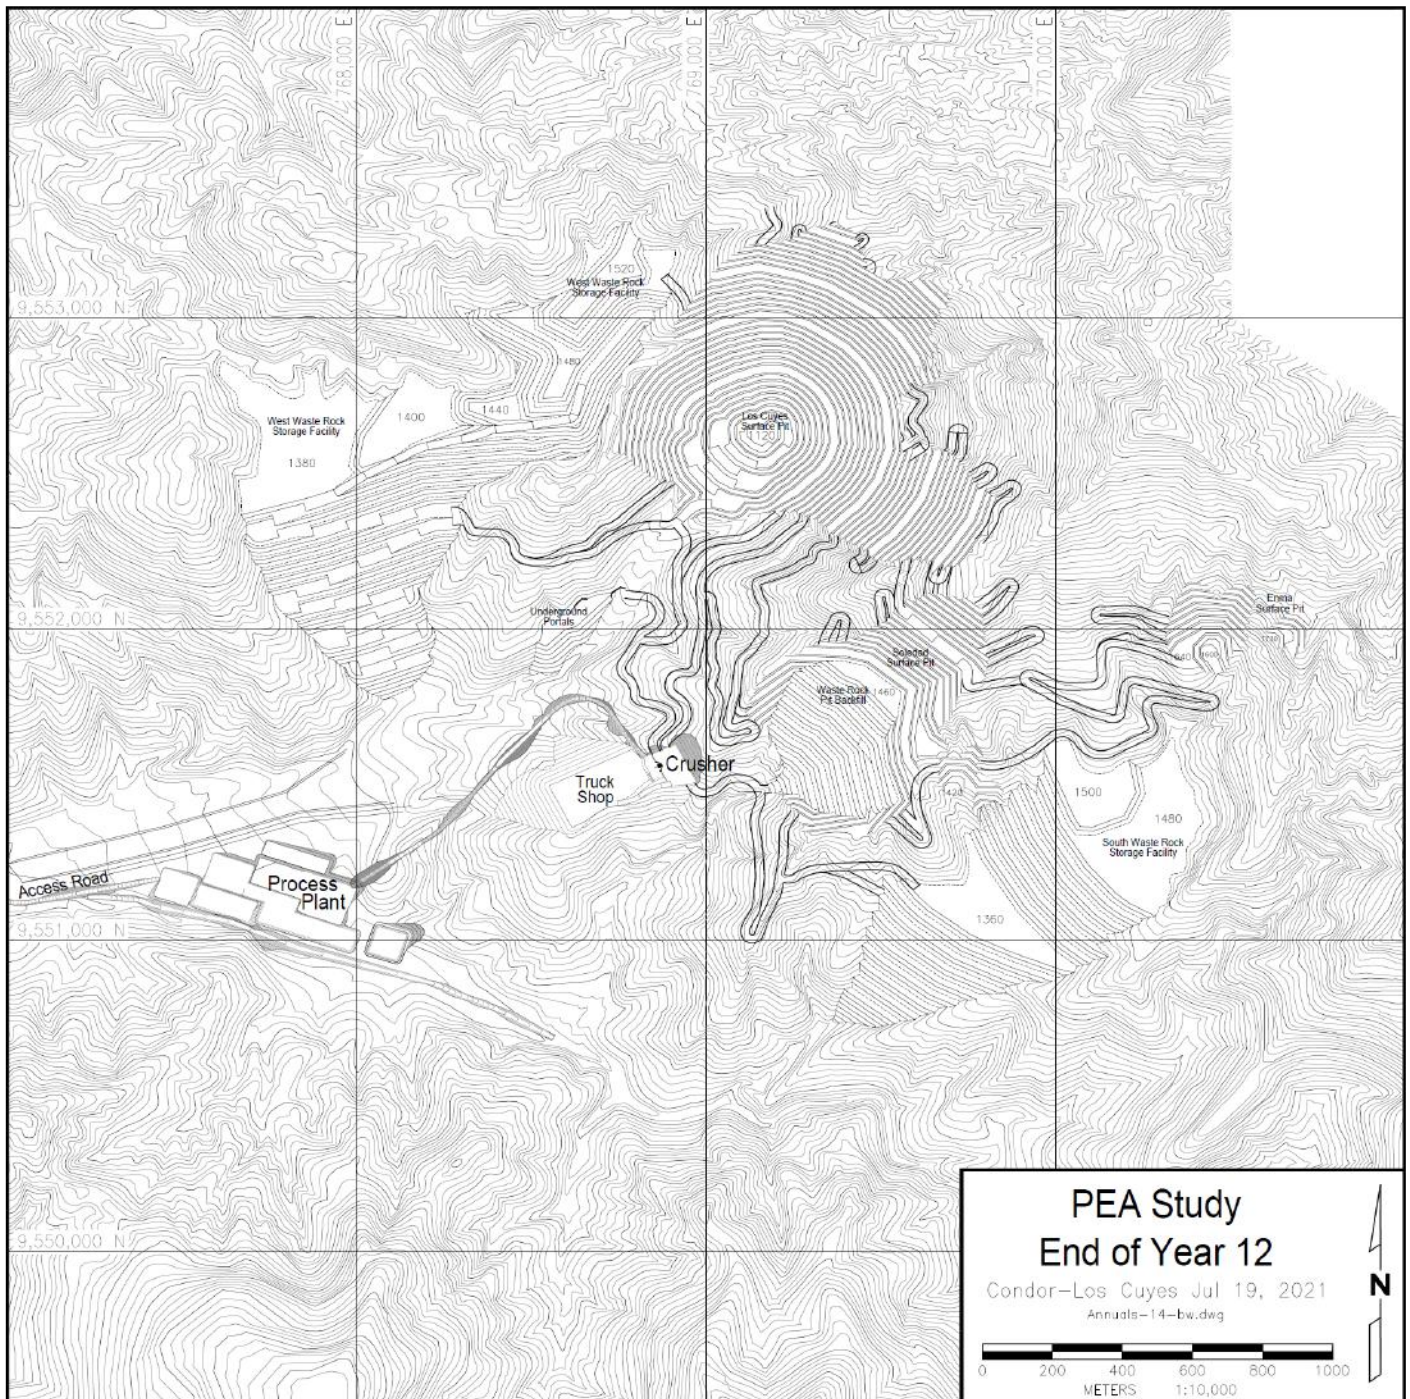 768,000 E
769,000 E
770,000 E
1520
West Waste Rock
Storage Facility
9,553,000 N
1480
1400
1440
West Waste Rock
Storage Facility
1380
Los Cuyes
Surface Pit
1120
9,552,000 N
Underground
Portals
Enma
Surface Pit
Soledad
Surface Pit
1640
1600
Waste Rock
Pit Backfill
1460
Crusher
Truck
Shop
1420
1500
1480
South Waste Rock
Storage Facility
Access Road
Process
Plant
1360
9,551,000 N
9,550,000 N
PEA Study
End of Year 12
Condor-Los Cuyes Jul 19, 2021
Annuals-14-bw.dwg
N
0 200 400 600 800 1000
METERS 1:10,000